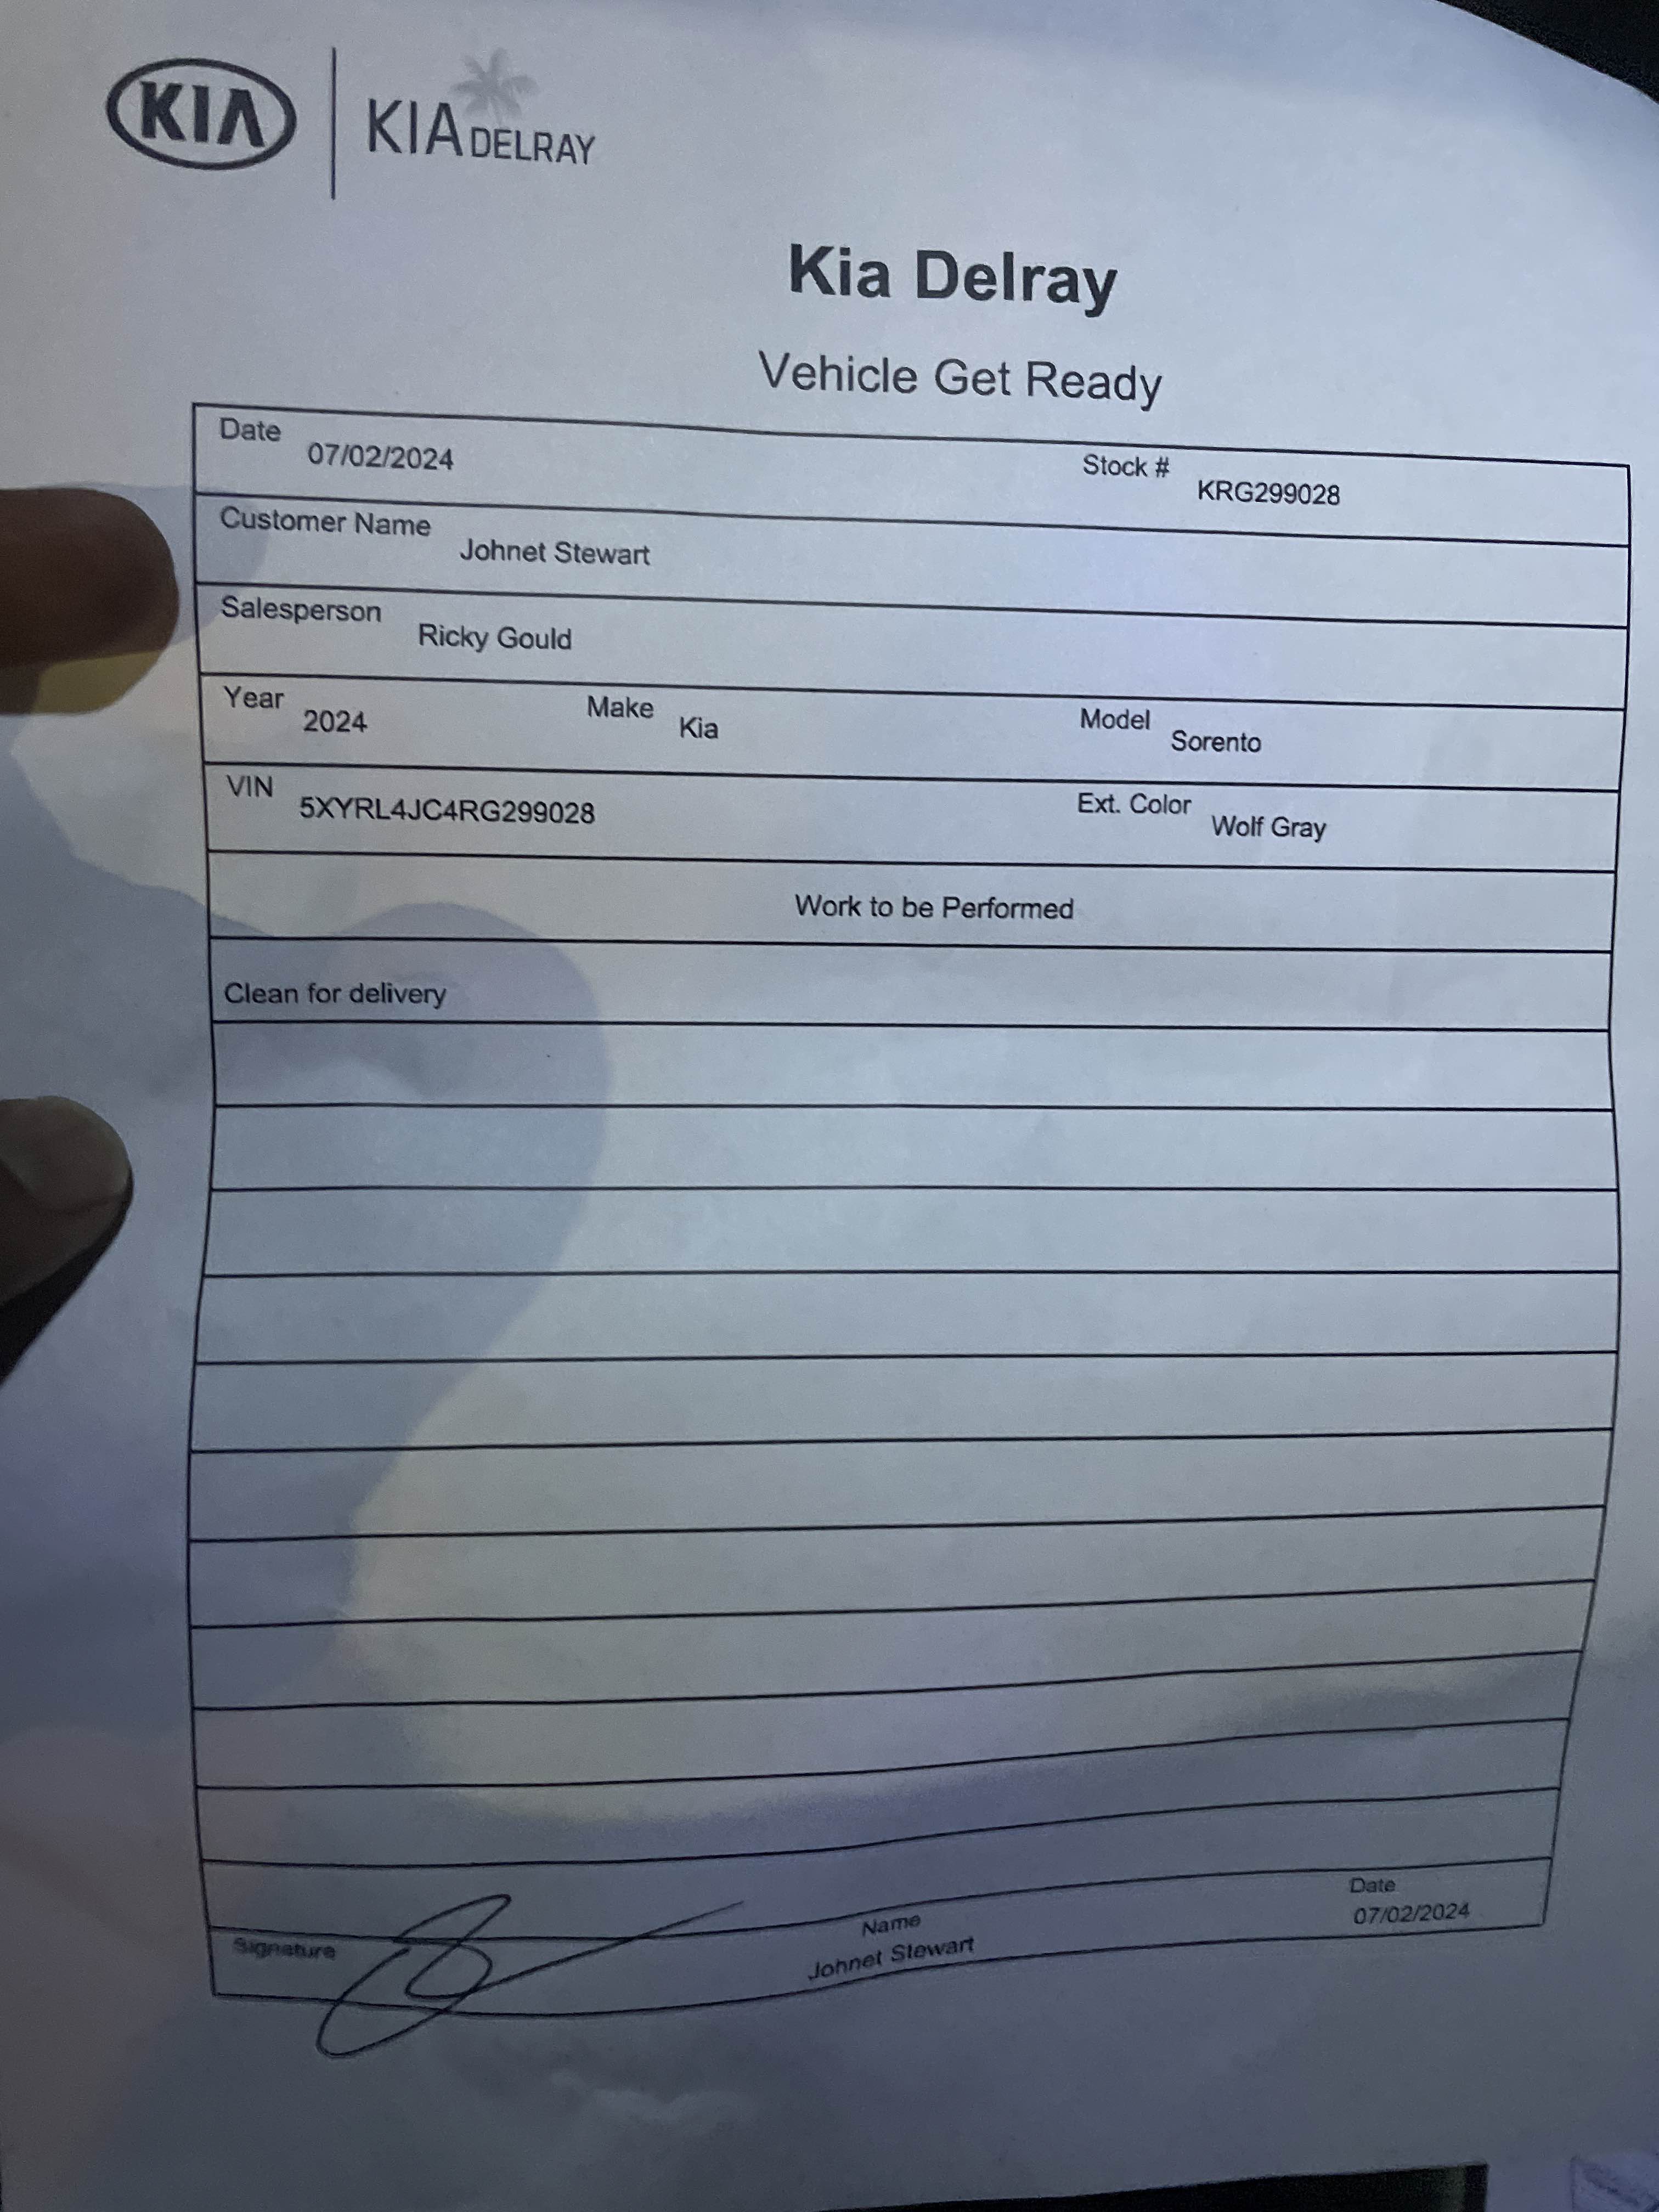 KIA KIA DELRAY
Kia Delray
Vehicle Get Ready
Date 07/02/2024 Stock # KRG299028
Customer Name Johnet Stewart
Salesperson Ricky Gould
Year 2024 Make Kia Model Sorento
VIN 5XYRL4JC4RG299028 Ext. Color Wolf Gray
Work to be Performed
Clean for delivery
Signature Name Date
Johnet Stewart 07/02/2024